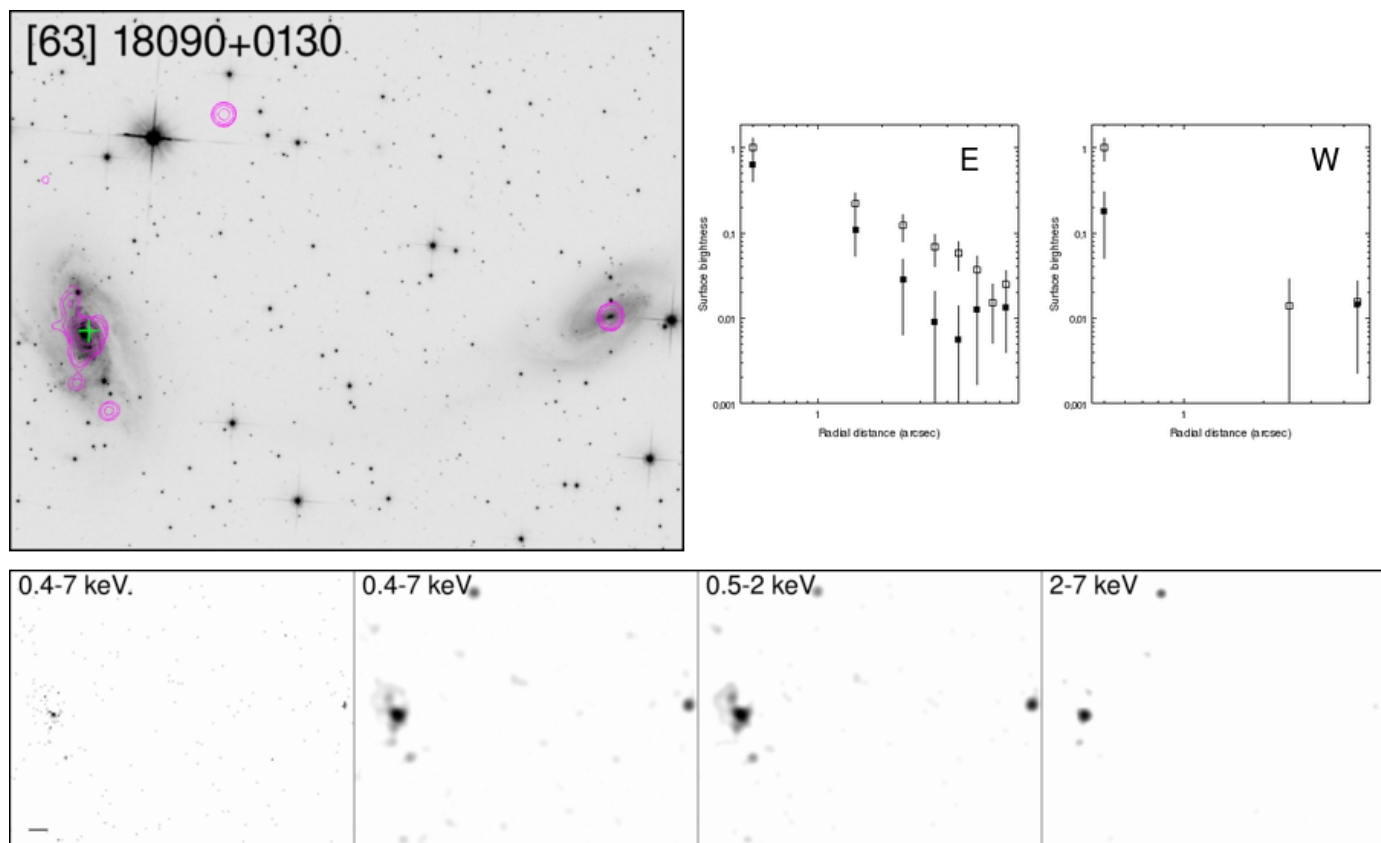 [63] 18090+0130
E
W
1
0,1
0,01
0,001
1
Surface birghtness
Radial distance (arcsec)
1
0,1
0,01
0,001
1
Surface birghtness
Radial distance (arcsec)
0.4-7 keV
0.4-7 keV
0.5-2 keV
2-7 keV